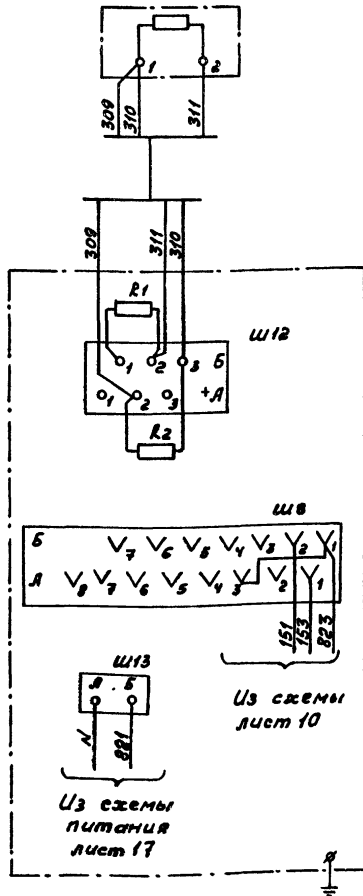 1 2
309 310 311
309 311 310
R1
Ш12
1 2 3 Б
1 2 3 +А
R2
Ш8
Б 7 6 5 4 3 2 1
А 8 7 6 5 4 3 2 1
151 153 823
Ш13
А Б
N 881
Из схемы
лист 10
Из схемы
питания
лист 17